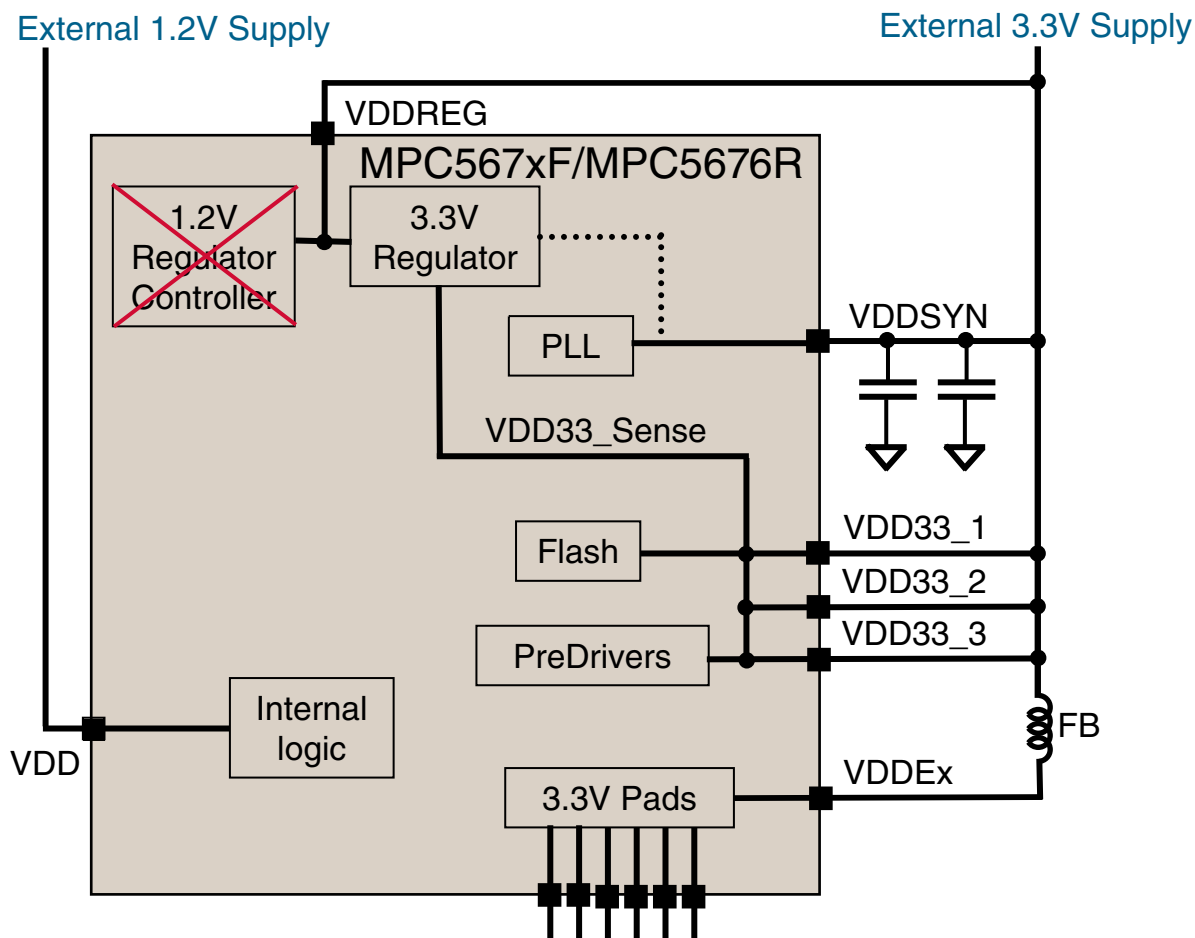 External 1.2V Supply
External 3.3V Supply
VDDREG
MPC567xF/MPC5676R
1.2V
Regulator
Controller
3.3V
Regulator
PLL
VDDSYN
VDD33_Sense
Flash
VDD33_1
VDD33_2
VDD33_3
PreDrivers
Internal
logic
VDD
FB
VDDEx
3.3V Pads